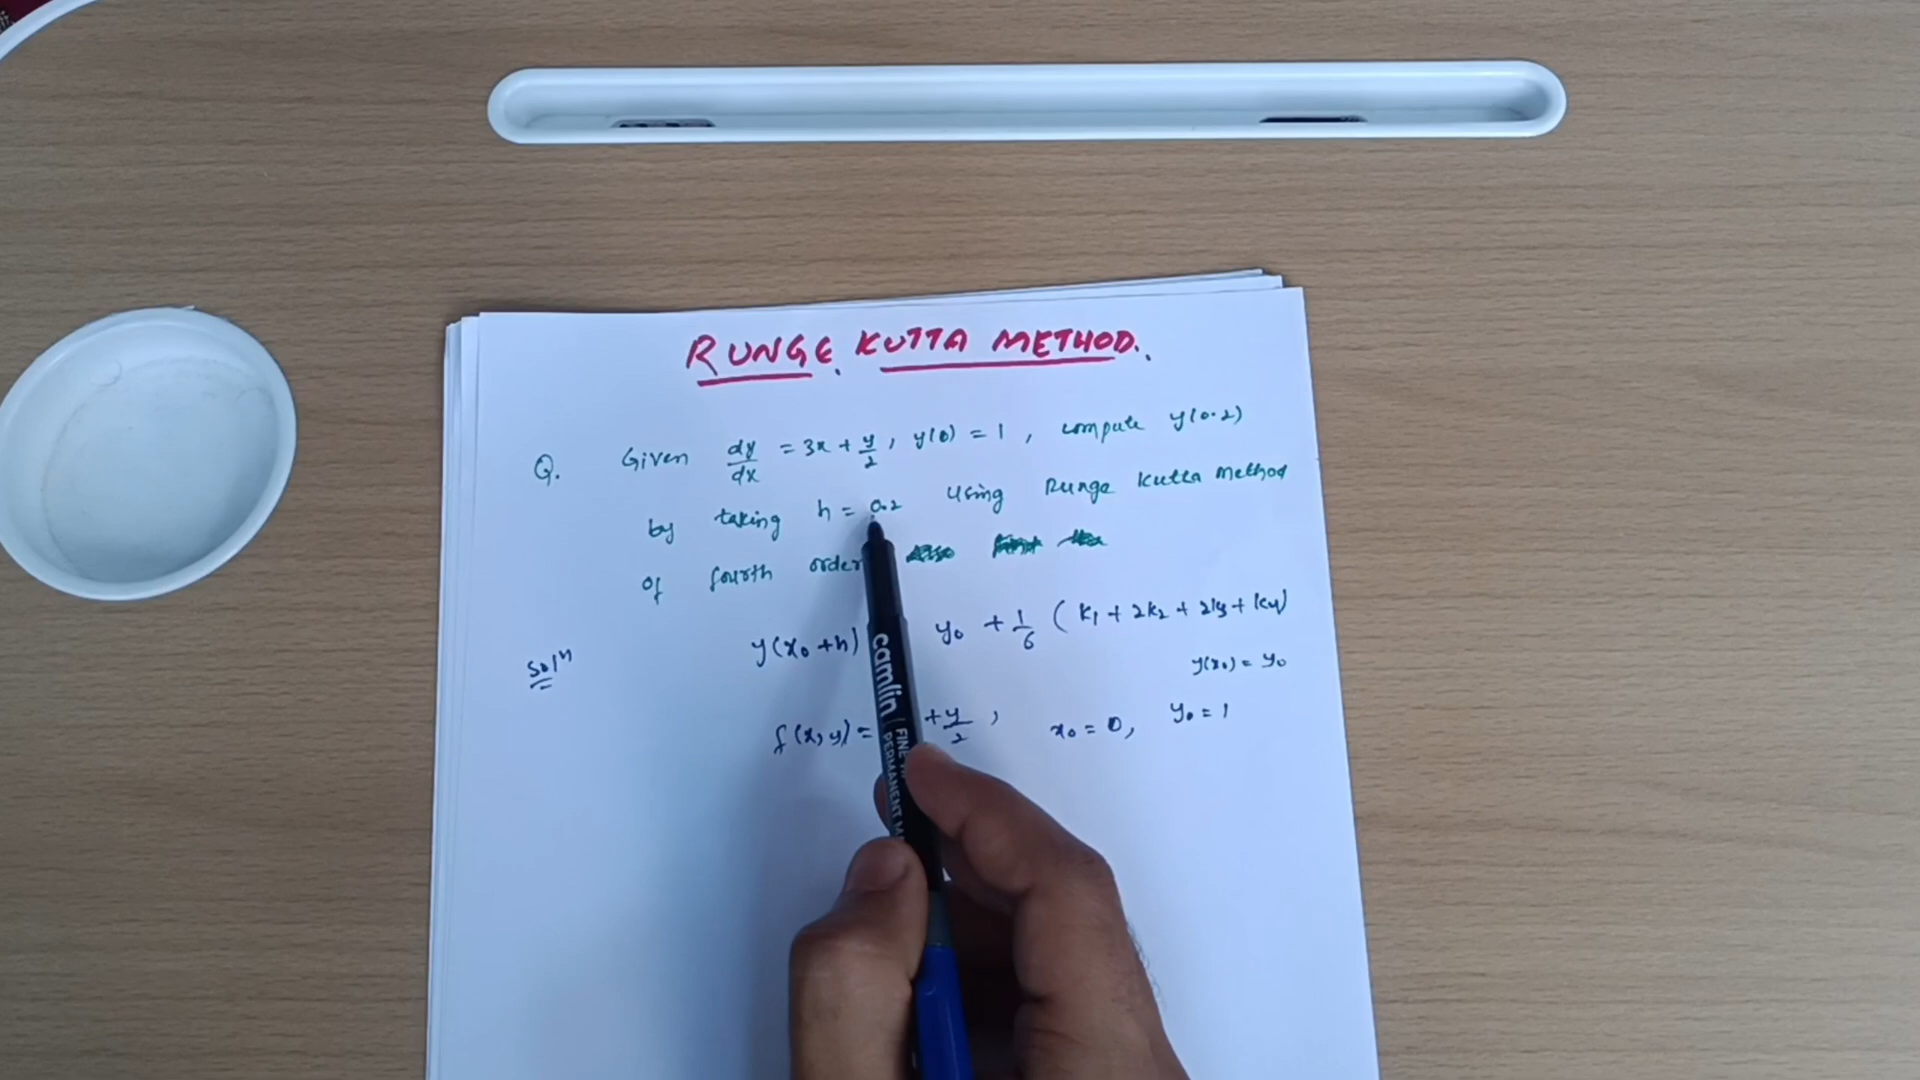 RUNGE KUTTA METHOD.
Q. Given dy/dx = 3x + y/2, y(0) = 1, compute y(0.2)
by taking h = 0.2 using Runge Kutta Method
of fourth order
Solⁿ y(x₀+h) y₀ + 1/6 (k₁ + 2k₂ + 2k₃ + k₄)
y(x₀) = y₀
f(x,y) = + y/2, x₀ = 0, y₀ = 1
camlin
PERMANENT